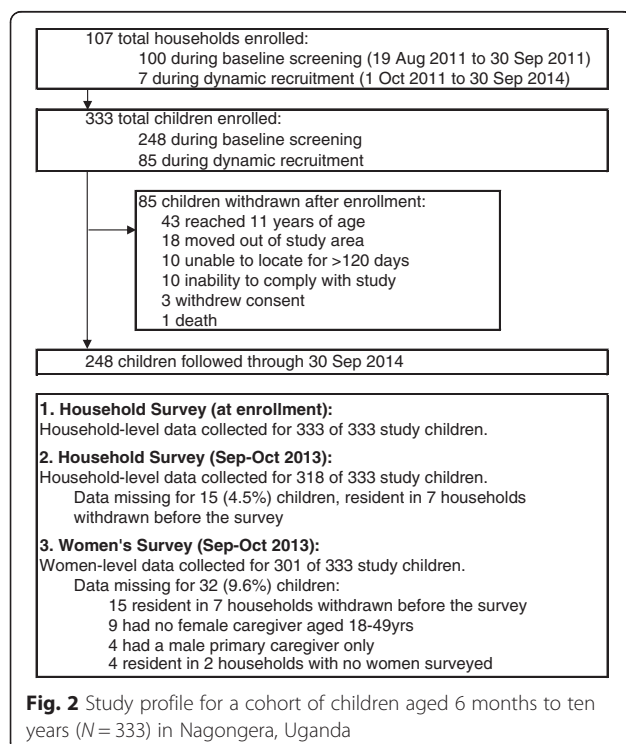 107 total households enrolled:
100 during baseline screening (19 Aug 2011 to 30 Sep 2011)
7 during dynamic recruitment (1 Oct 2011 to 30 Sep 2014)
333 total children enrolled:
248 during baseline screening
85 during dynamic recruitment
85 children withdrawn after enrollment:
43 reached 11 years of age
18 moved out of study area
10 unable to locate for >120 days
10 inability to comply with study
3 withdrew consent
1 death
248 children followed through 30 Sep 2014
1. Household Survey (at enrollment):
Household-level data collected for 333 of 333 study children.
2. Household Survey (Sep-Oct 2013):
Household-level data collected for 318 of 333 study children.
Data missing for 15 (4.5%) children, resident in 7 households
withdrawn before the survey
3. Women's Survey (Sep-Oct 2013):
Women-level data collected for 301 of 333 study children.
Data missing for 32 (9.6%) children:
15 resident in 7 households withdrawn before the survey
9 had no female caregiver aged 18-49yrs
4 had a male primary caregiver only
4 resident in 2 households with no women surveyed
Fig. 2 Study profile for a cohort of children aged 6 months to ten
years (N = 333) in Nagongera, Uganda